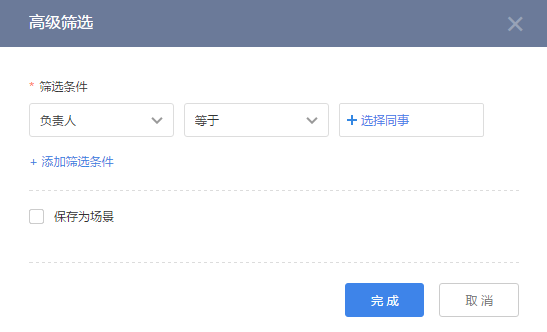 高级筛选
* 筛选条件
负责人 等于 + 选择同事
+ 添加筛选条件
保存为场景
完成 取消